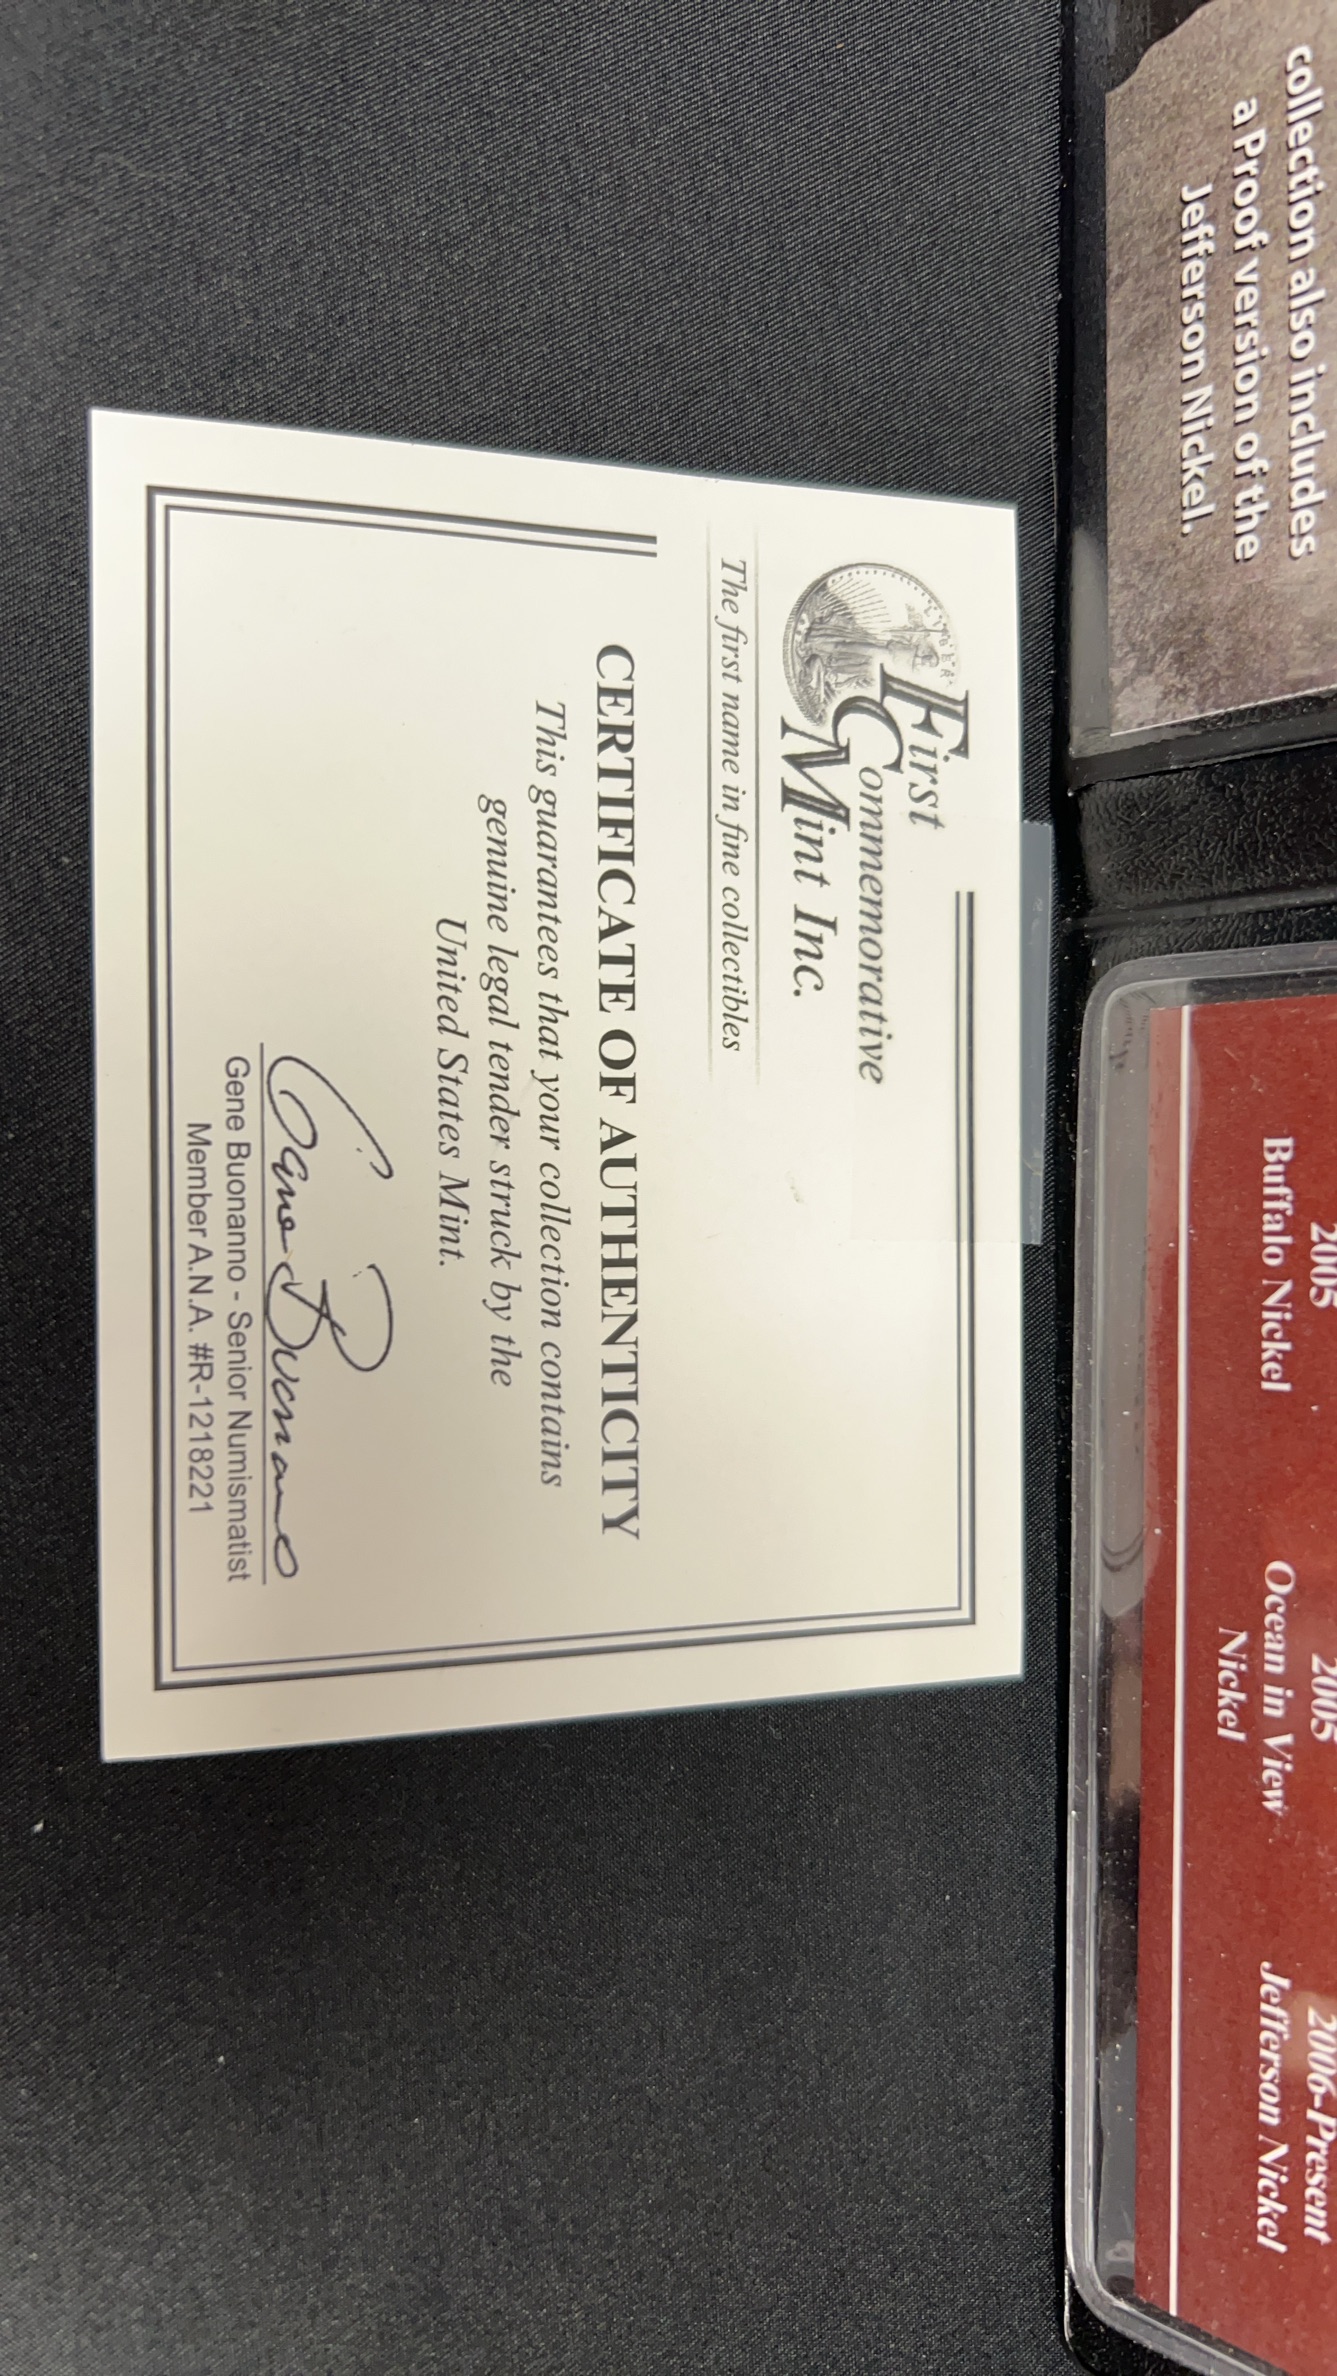 collection also includes
a Proof version of the
Jefferson Nickel.
First
Commemorative
Mint Inc.
The first name in fine collectibles
CERTIFICATE OF AUTHENTICITY
This guarantees that your collection contains
genuine legal tender struck by the
United States Mint.
Gene Buonanno
Gene Buonanno - Senior Numismatist
Member A.N.A. #R-1218221
2005
Buffalo Nickel
2005
Ocean in View
Nickel
2006-Present
Jefferson Nickel